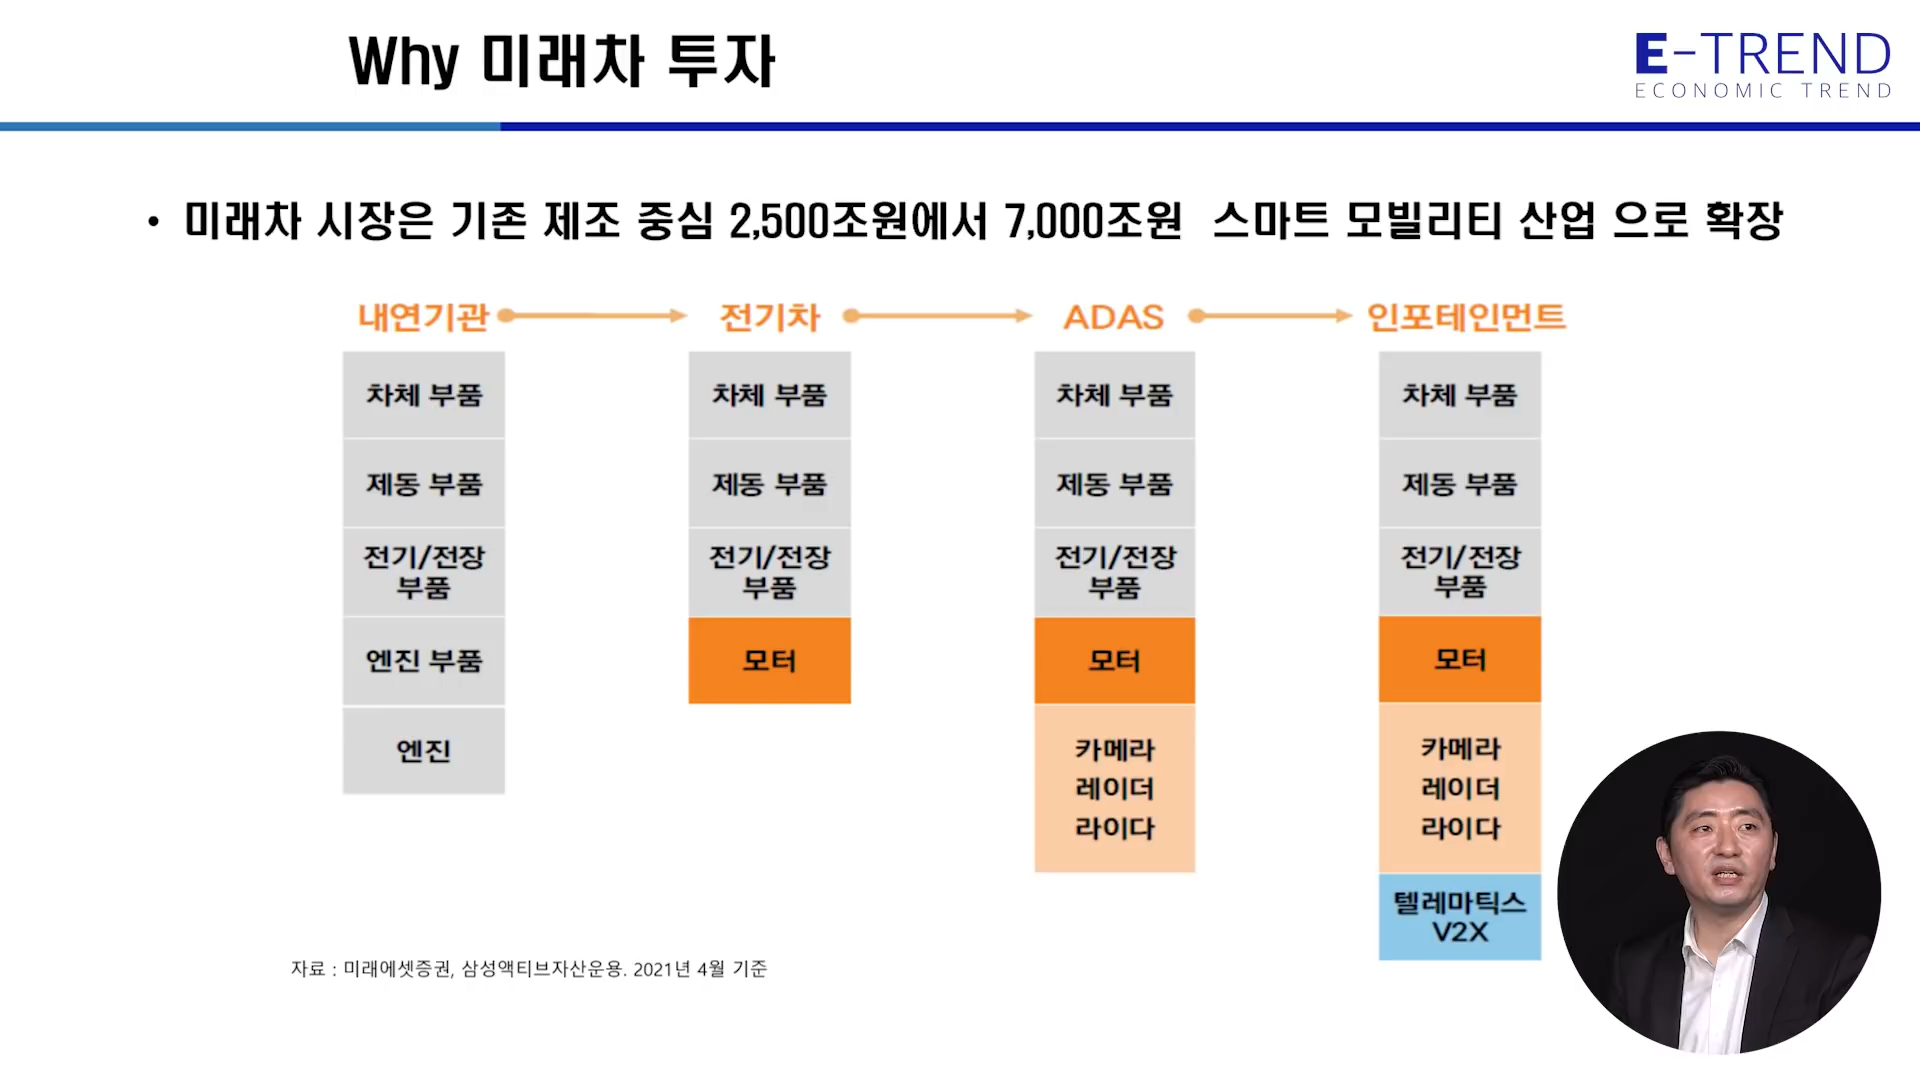 Why 미래차 투자
E-TREND
ECONOMIC TREND
• 미래차 시장은 기존 제조 중심 2,500조원에서 7,000조원 스마트 모빌리티 산업 으로 확장
내연기관
차체 부품
제동 부품
전기/전장
부품
엔진 부품
엔진
전기차
차체 부품
제동 부품
전기/전장
부품
모터
ADAS
차체 부품
제동 부품
전기/전장
부품
모터
카메라
레이더
라이다
인포테인먼트
차체 부품
제동 부품
전기/전장
부품
모터
카메라
레이더
라이다
텔레마틱스
V2X
자료 : 미래에셋증권, 삼성액티브자산운용. 2021년 4월 기준